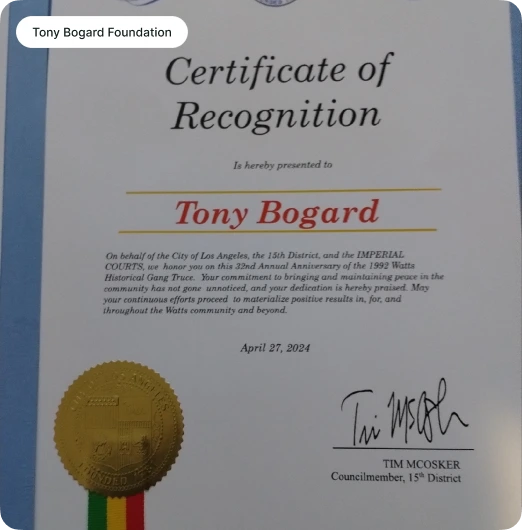 Tony Bogard Foundation
Certificate of
Recognition
Is hereby presented to
Tony Bogard
On behalf of the City of Los Angeles, the 15th District, and the IMPERIAL
COURTS, we honor you on this 32nd Annual Anniversary of the 1992 Watts
Historical Gang Truce. Your commitment to bringing and maintaining peace in the
community has not gone unnoticed, and your dedication is hereby praised. May
your continuous efforts proceed to materialize positive results in, for, and
throughout the Watts community and beyond.
April 27, 2024
TIM MCOSKER
Councilmember, 15th District